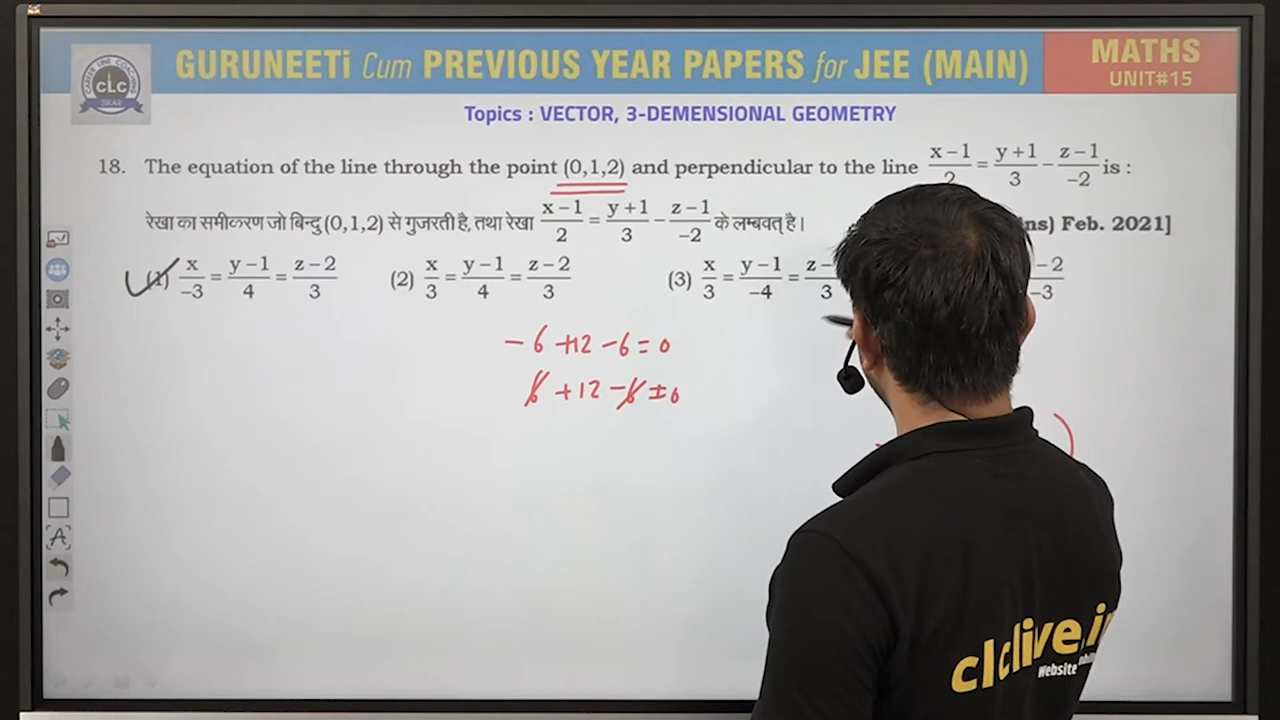 GURUNEETi Cum PREVIOUS YEAR PAPERS for JEE (MAIN)
MATHS
UNIT#15
CLC
SIKAR
Topics : VECTOR, 3-DEMENSIONAL GEOMETRY
18. The equation of the line through the point (0,1,2) and perpendicular to the line (x-1)/2 = (y+1)/3 - (z-1)/-2 is :
रेखा का समीकरण जो बिन्दु (0,1,2) से गुजरती है, तथा रेखा (x-1)/2 = (y+1)/3 - (z-1)/-2 के लम्बवत् है।
Feb. 2021]
(1) x/-3 = (y-1)/4 = (z-2)/3 (2) x/3 = (y-1)/4 = (z-2)/3 (3) x/3 = (y-1)/-4 =
-6 +12 -6 = 0
6 +12 -6 ≠ 0
Website